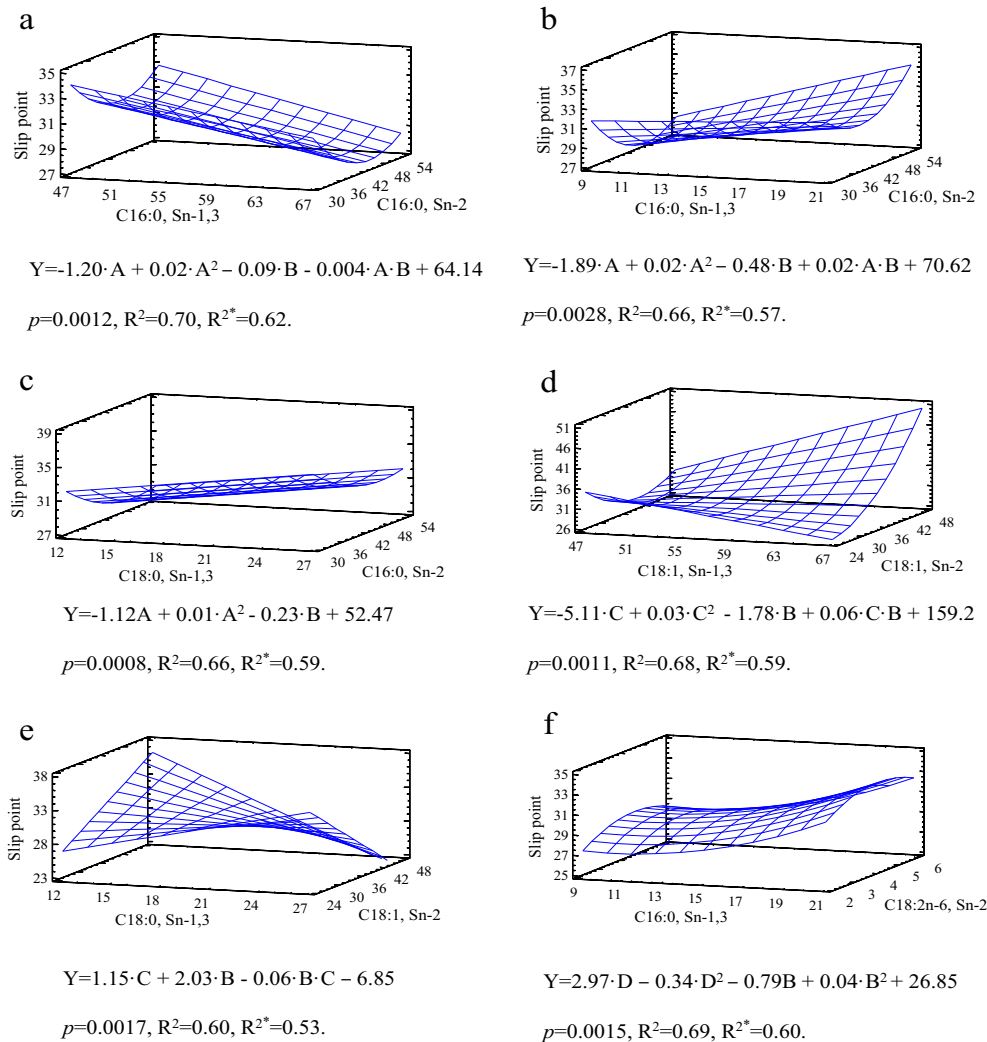 a
35
33
31
29
27
Slip point
47 51 55 59 63 67
C16:0, Sn-1,3
30 36 42 48 54
C16:0, Sn-2
Y=-1.20·A + 0.02·A² – 0.09·B - 0.004·A·B + 64.14
p=0.0012, R²=0.70, R²*=0.62.
b
37
35
33
31
29
27
Slip point
9 11 13 15 17 19 21
C16:0, Sn-1,3
30 36 42 48 54
C16:0, Sn-2
Y=-1.89·A + 0.02·A² – 0.48·B + 0.02·A·B + 70.62
p=0.0028, R²=0.66, R²*=0.57.
c
39
35
31
27
Slip point
12 15 18 21 24 27
C18:0, Sn-1,3
30 36 42 48 54
C16:0, Sn-2
Y=-1.12A + 0.01·A² - 0.23·B + 52.47
p=0.0008, R²=0.66, R²*=0.59.
d
51
46
41
36
31
26
Slip point
47 51 55 59 63 67
C18:1, Sn-1,3
24 30 36 42 48
C18:1, Sn-2
Y=-5.11·C + 0.03·C² - 1.78·B + 0.06·C·B + 159.2
p=0.0011, R²=0.68, R²*=0.59.
e
38
33
28
23
Slip point
12 15 18 21 24 27
C18:0, Sn-1,3
24 30 36 42 48
C18:1, Sn-2
Y=1.15·C + 2.03·B - 0.06·B·C – 6.85
p=0.0017, R²=0.60, R²*=0.53.
f
35
33
31
29
27
25
Slip point
9 11 13 15 17 19 21
C16:0, Sn-1,3
2 3 4 5 6
C18:2n-6, Sn-2
Y=2.97·D – 0.34·D² – 0.79B + 0.04·B² + 26.85
p=0.0015, R²=0.69, R²*=0.60.